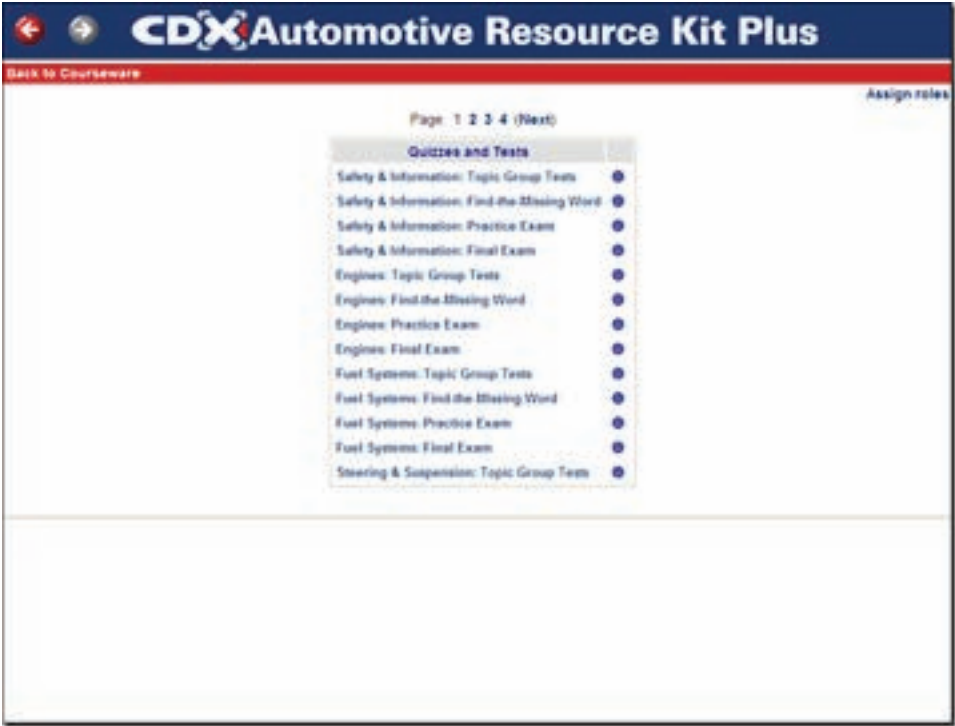 CDX Automotive Resource Kit Plus
Back to Courseware
Assign roles
Page: 1 2 3 4 (Next)
Quizzes and Tests
Safety & Information: Topic Group Tests
Safety & Information: Find-the-Missing Word
Safety & Information: Practice Exam
Safety & Information: Final Exam
Engines: Topic Group Tests
Engines: Find-the-Missing Word
Engines: Practice Exam
Engines: Final Exam
Fuel Systems: Topic Group Tests
Fuel Systems: Find-the-Missing Word
Fuel Systems: Practice Exam
Fuel Systems: Final Exam
Steering & Suspension: Topic Group Tests